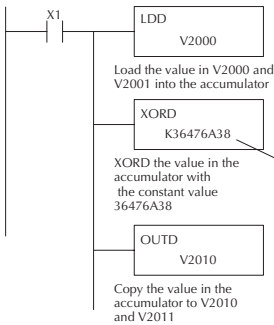 X1
LDD
V2000
Load the value in V2000 and
V2001 into the accumulator
XORD
K36476A38
XORD the value in the
accumulator with
the constant value
36476A38
OUTD
V2010
Copy the value in the
accumulator to V2010
and V2011